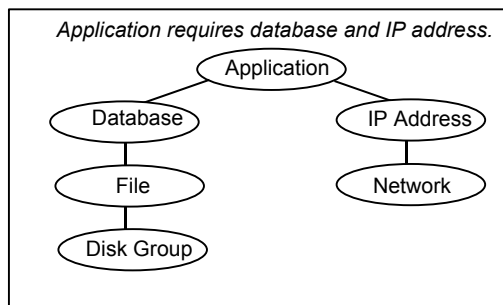 Application requires database and IP address.
Application
Database
IP Address
File
Network
Disk Group